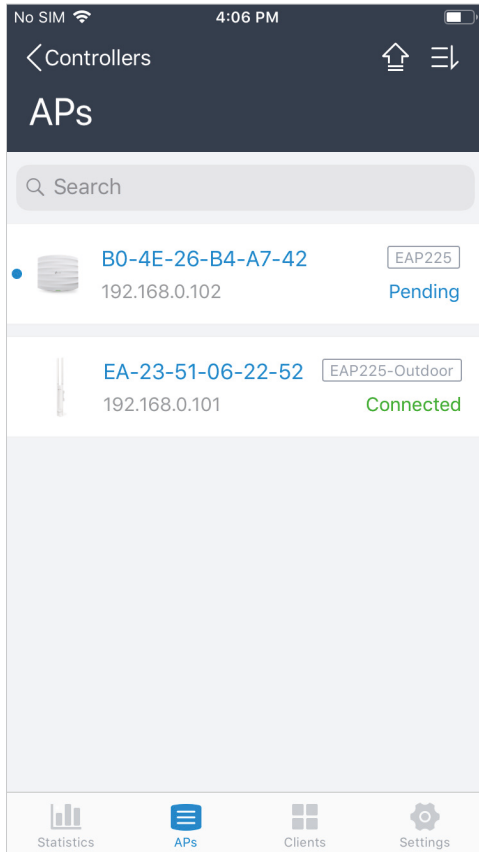 No SIM 4:06 PM
Controllers
APs
Search
B0-4E-26-B4-A7-42 EAP225
192.168.0.102 Pending
EA-23-51-06-22-52 EAP225-Outdoor
192.168.0.101 Connected
Statistics APs Clients Settings